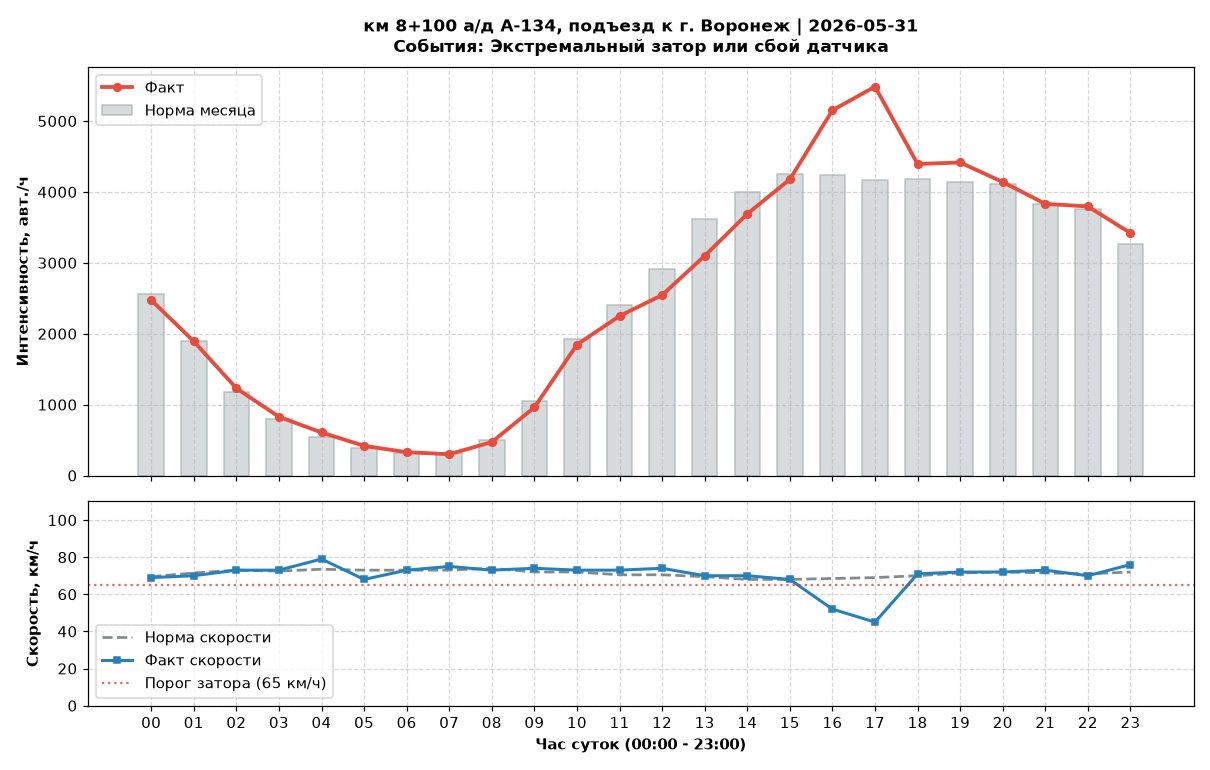 км 8+100 а/д А-134, подъезд к г. Воронеж | 2026-05-31
События: Экстремальный затор или сбой датчика
Факт
Норма месяца
Интенсивность, авт./ч
5000
4000
3000
2000
1000
0
Скорость, км/ч
100
80
60
40
20
0
Норма скорости
Факт скорости
Порог затора (65 км/ч)
00 01 02 03 04 05 06 07 08 09 10 11 12 13 14 15 16 17 18 19 20 21 22 23
Час суток (00:00 - 23:00)